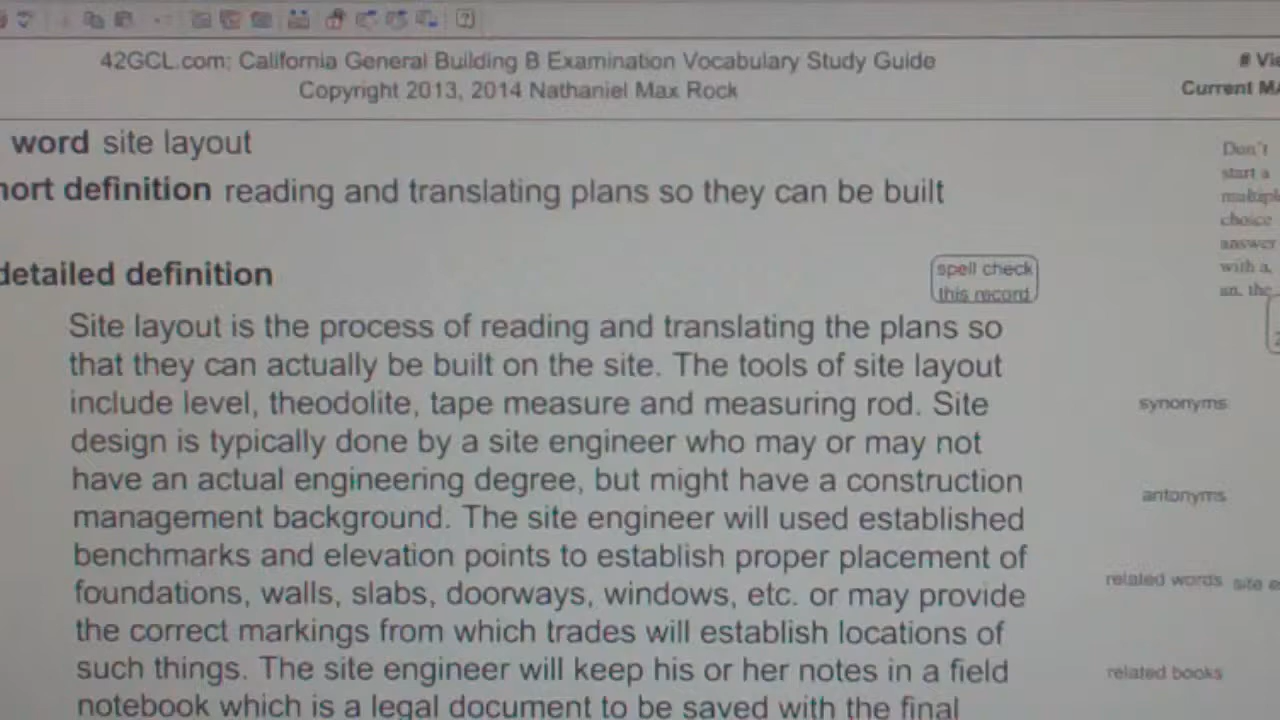 42GCL.com; California General Building B Examination Vocabulary Study Guide
Copyright 2013, 2014 Nathaniel Max Rock
# Vie
Current MA
word site layout
hort definition reading and translating plans so they can be built
Don't
start a
multipl
choice
answer
with a,
an, the
detailed definition
spell check
this record
Site layout is the process of reading and translating the plans so
that they can actually be built on the site. The tools of site layout
include level, theodolite, tape measure and measuring rod. Site
design is typically done by a site engineer who may or may not
have an actual engineering degree, but might have a construction
management background. The site engineer will used established
benchmarks and elevation points to establish proper placement of
foundations, walls, slabs, doorways, windows, etc. or may provide
the correct markings from which trades will establish locations of
such things. The site engineer will keep his or her notes in a field
notebook which is a legal document to be saved with the final
synonyms
antonyms
related words site e
related books